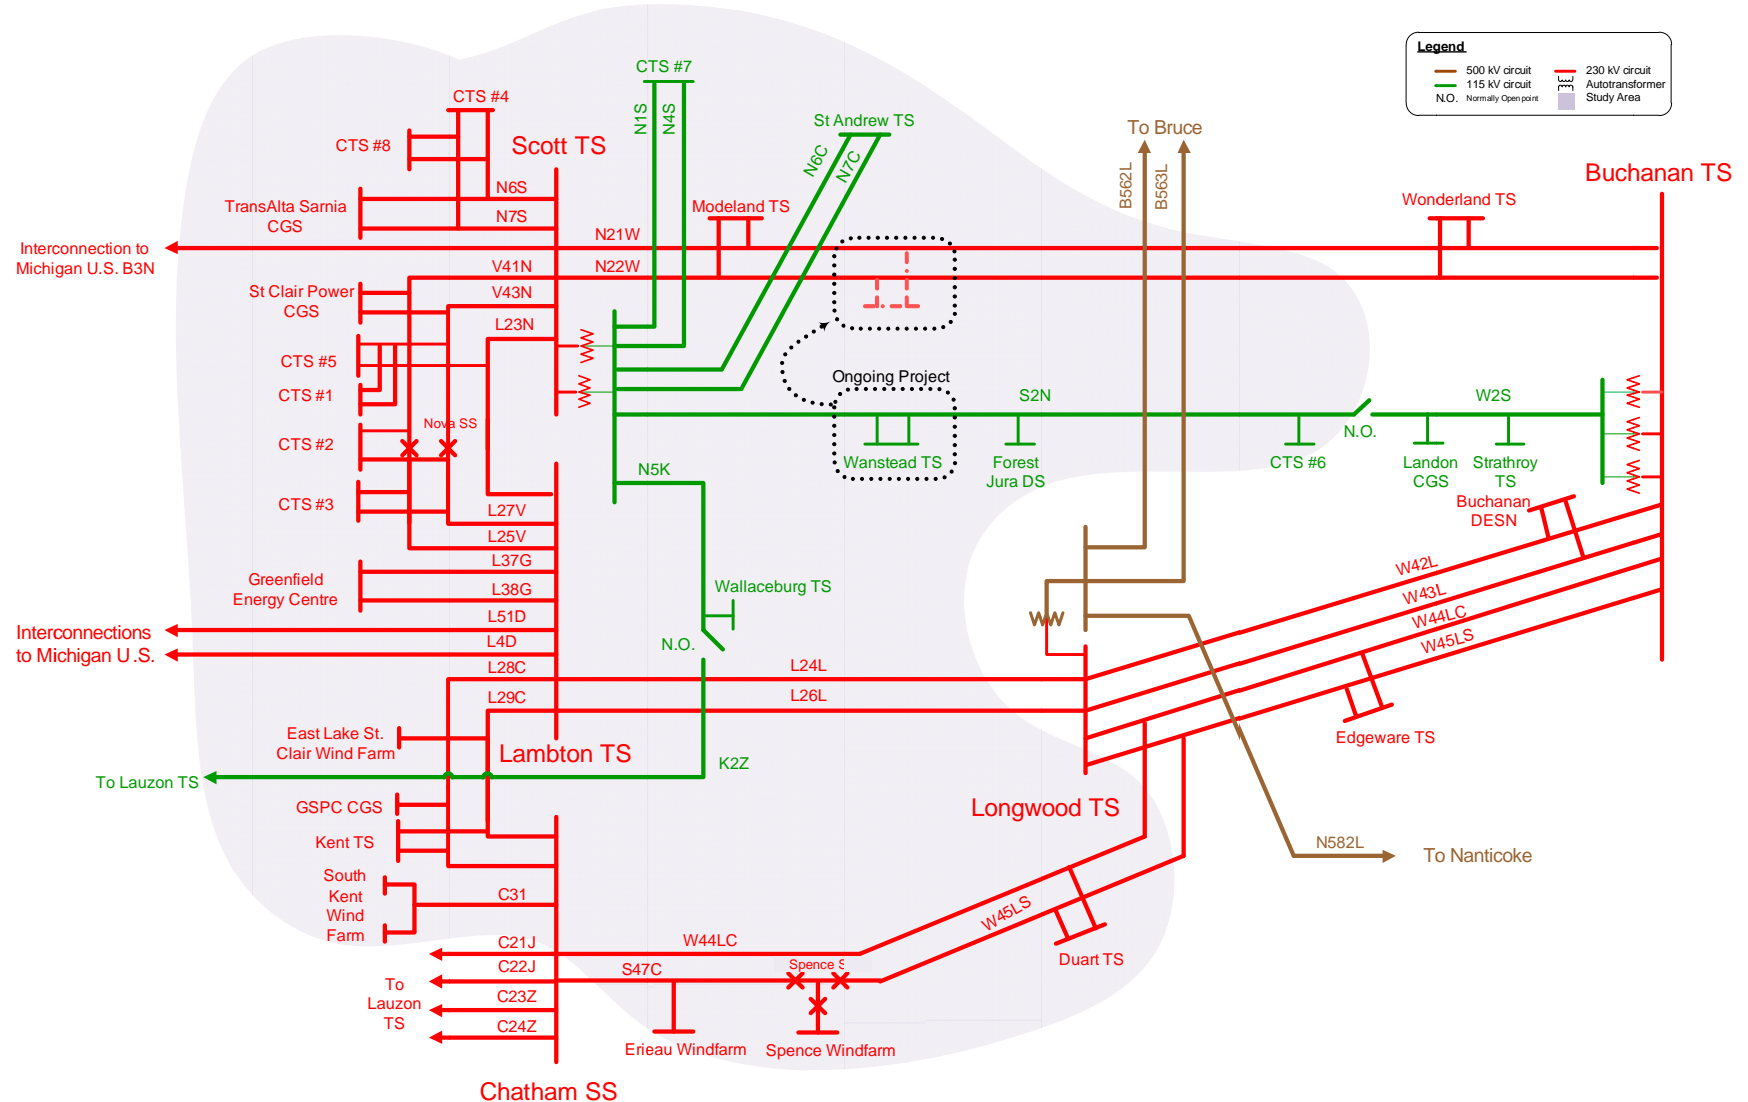 Legend
500 kV circuit
230 kV circuit
115 kV circuit
Autotransformer
N.O. Normally Open point
Study Area
CTS #7
CTS #4
N1S
N4S
St Andrew TS
N6C
N7C
To Bruce
B562L
B563L
CTS #8
Scott TS
Buchanan TS
N6S
TransAlta Sarnia
CGS
N7S
Modeland TS
Wonderland TS
Interconnection to
Michigan U.S. B3N
N21W
V41N
N22W
St Clair Power
CGS
V43N
L23N
CTS #5
CTS #1
Ongoing Project
S2N
W2S
Nova SS
CTS #2
N.O.
Wanstead TS
Forest
Jura DS
CTS #6
Landon
CGS
Strathroy
TS
N5K
CTS #3
L27V
Buchanan
DESN
L25V
L37G
Greenfield
Energy Centre
L38G
Wallaceburg TS
W42L
W43L
W44LC
W45LS
L51D
Interconnections
to Michigan U.S.
L4D
N.O.
L28C
L24L
L29C
L26L
East Lake St.
Clair Wind Farm
Lambton TS
Edgeware TS
K2Z
To Lauzon TS
GSPC CGS
Longwood TS
Kent TS
N582L
To Nanticoke
South
Kent
Wind
Farm
C31
W45LS
C21J
W44LC
Duart TS
C22J
S47C
Spence S
To
Lauzon
TS
C23Z
C24Z
Erieau Windfarm
Spence Windfarm
Chatham SS